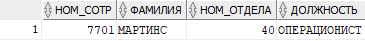 НОМ_СОТР ФАМИЛИЯ НОМ_ОТДЕЛА ДОЛЖНОСТЬ
1 7701 МАРТИНС 40 ОПЕРАЦИОНИСТ